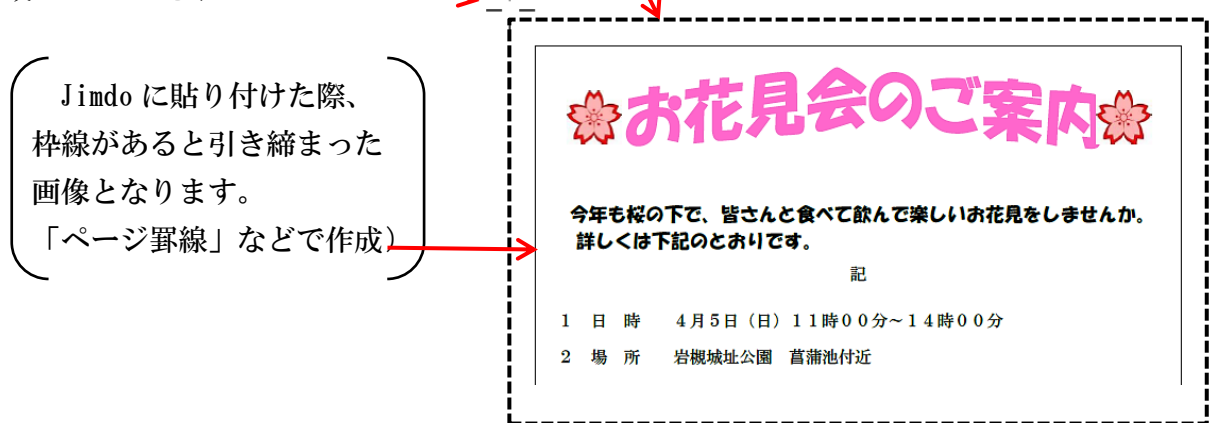 Jimdo に貼り付けた際、
枠線があると引き締まった
画像となります。
「ページ罫線」などで作成)
お花見会のご案内
今年も桜の下で、皆さんと食べて飲んで楽しいお花見をしませんか。
詳しくは下記のとおりです。
記
１ 日 時 ４月５日（日）１１時００分～１４時００分
２ 場 所 岩槻城址公園 菖蒲池付近